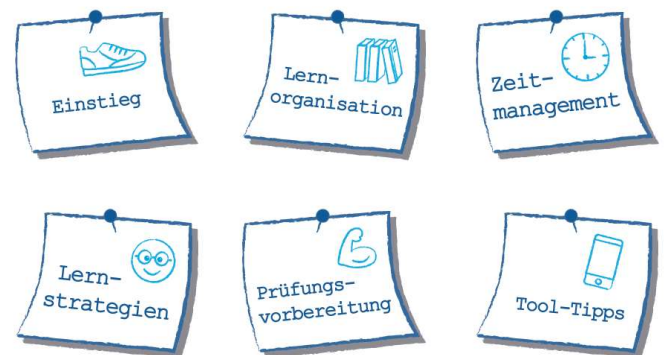 Einstieg
Lern-
organisation
Zeit-
management
Lern-
strategien
Prüfungs-
vorbereitung
Tool-Tipps